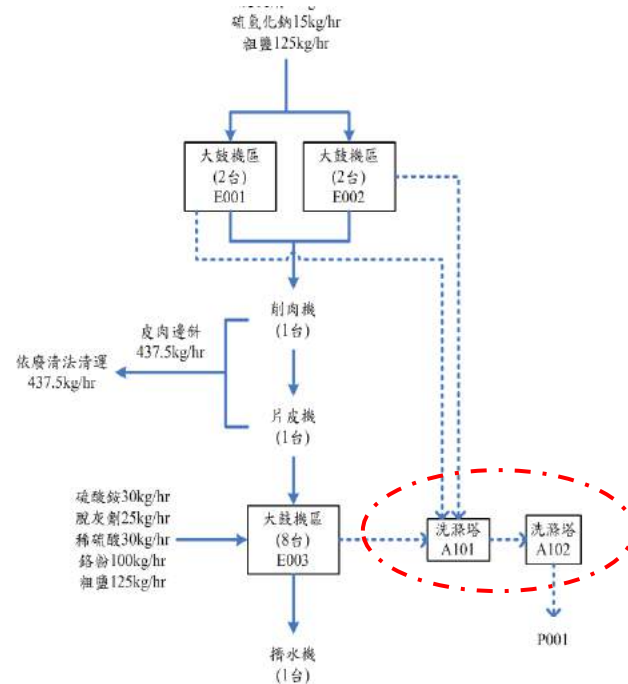 硫氫化鈉15kg/hr
粗鹽125kg/hr
大鼓機區
(2台)
E001
大鼓機區
(2台)
E002
削肉機
(1台)
皮肉邊料
437.5kg/hr
依廢清法清運
437.5kg/hr
片皮機
(1台)
硫酸銨30kg/hr
脫灰劑25kg/hr
稀硫酸30kg/hr
鉻粉100kg/hr
粗鹽125kg/hr
大鼓機區
(8台)
E003
洗滌塔
A101
洗滌塔
A102
P001
擠水機
(1台)